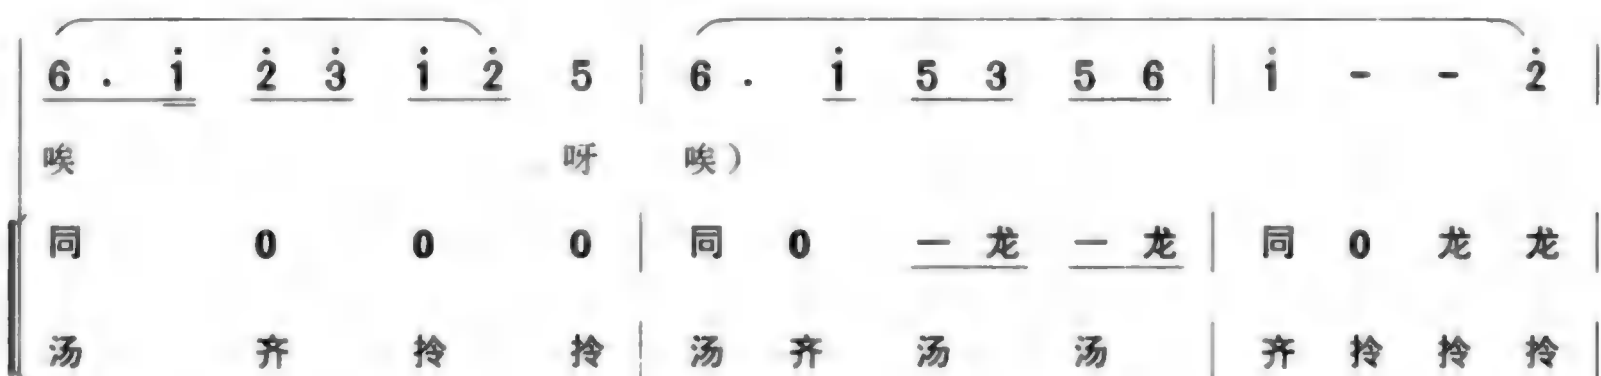 6 . i̇ 2̇ 3̇ i̇ 2̇ 5 | 6 . i̇ 5 3 5 6 | i̇ - - 2̇ |
唉 呀 唉）
同 0 0 0 | 同 0 一 龙 一 龙 | 同 0 龙 龙 |
汤 齐 拎 拎 | 汤 齐 汤 汤 | 齐 拎 拎 拎 |